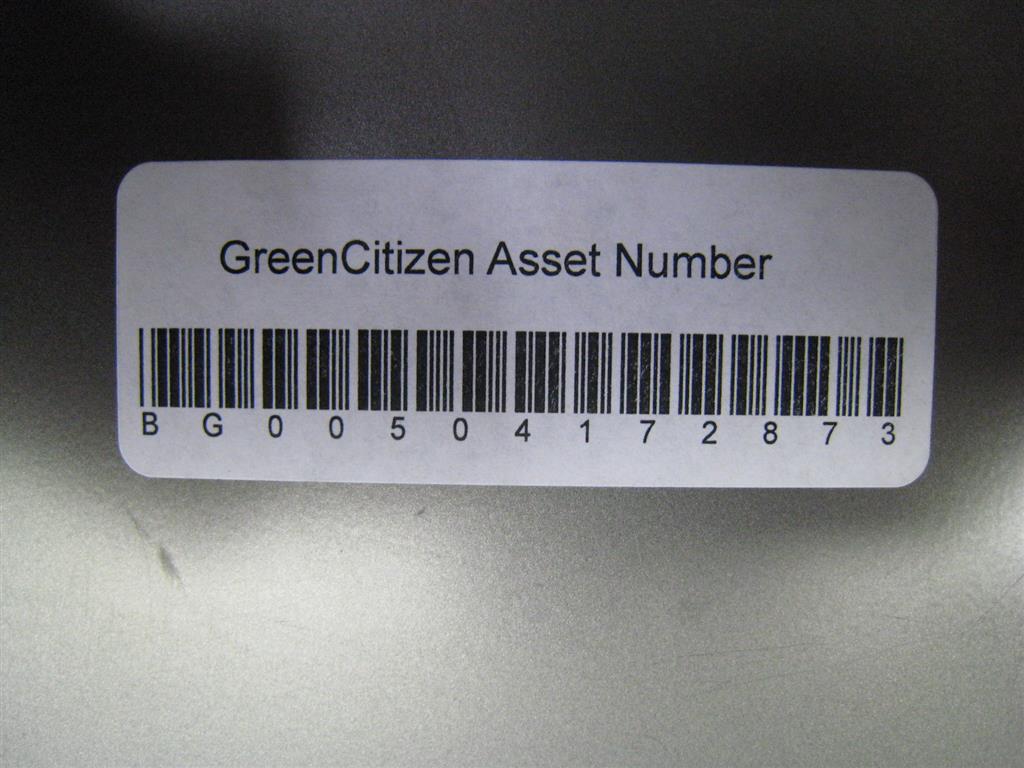 GreenCitizen Asset Number
B G 0 0 5 0 4 1 7 2 8 7 3